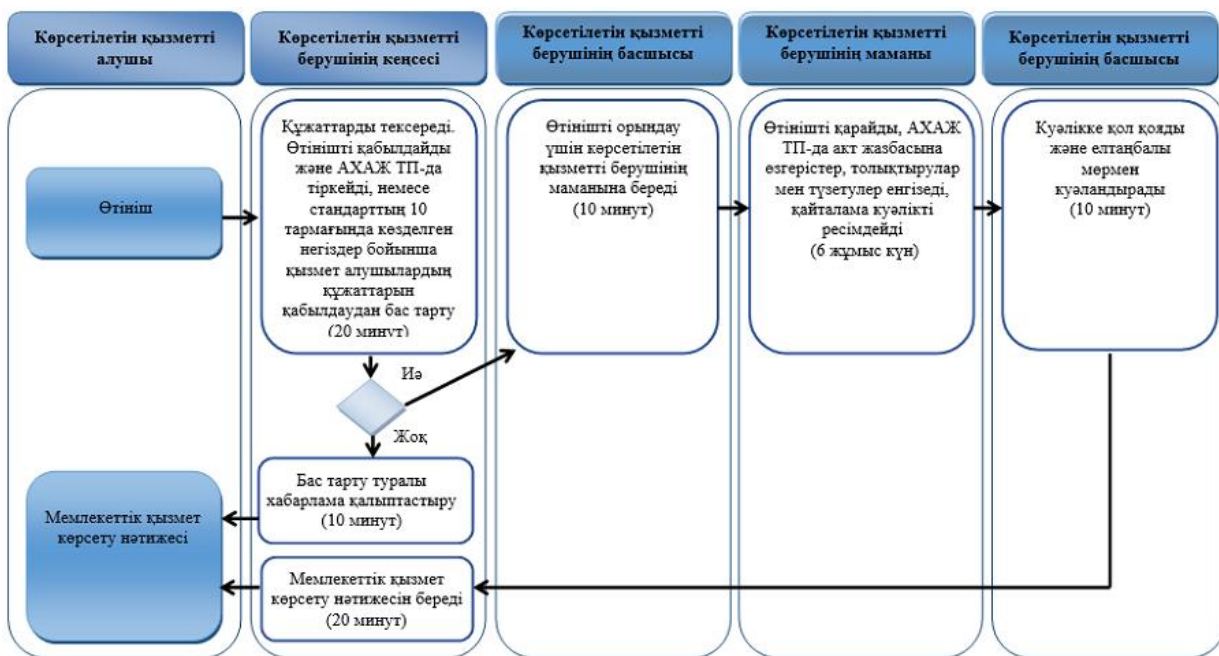 Көрсетілетін қызметті
алушы
Көрсетілетін қызметті
берушінің кеңсесі
Көрсетілетін қызметті
берушінің басшысы
Көрсетілетін қызметті
берушінің маманы
Көрсетілетін қызметті
берушінің басшысы
Өтініш
Құжаттарды тексереді.
Өтінішті қабылдайды
және АХАЖ ТП-да
тіркейді, немесе
стандарттың 10
тармағында көзделген
негіздер бойынша
қызмет алушылардың
құжаттарын
қабылдаудан бас тарту
(20 минут)
Өтінішті орындау
үшін көрсетілетін
қызметті берушінің
маманына береді
(10 минут)
Өтінішті қарайды, АХАЖ
ТП-да акт жазбасына
өзгерістер, толықтырулар
мен түзетулер енгізеді,
қайталама куәлікті
ресімдейді
(6 жұмыс күн)
Куәлікке қол қояды
және елтаңбалы
мөрмен
куәландырады
(10 минут)
Иә
Жоқ
Бас тарту туралы
хабарлама қалыптастыру
(10 минут)
Мемлекеттік қызмет
көрсету нәтижесі
Мемлекеттік қызмет
көрсету нәтижесін береді
(20 минут)